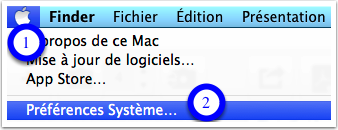 Finder Fichier Édition Présentation
1
propos de ce Mac
Mise à jour de logiciels...
App Store...
Préférences Système... 2